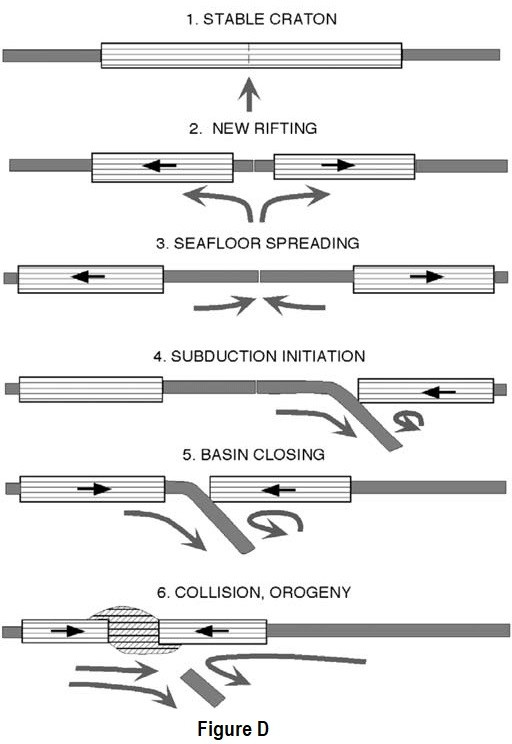 1. STABLE CRATON
2. NEW RIFTING
3. SEAFLOOR SPREADING
4. SUBDUCTION INITIATION
5. BASIN CLOSING
6. COLLISION, OROGENY
Figure D